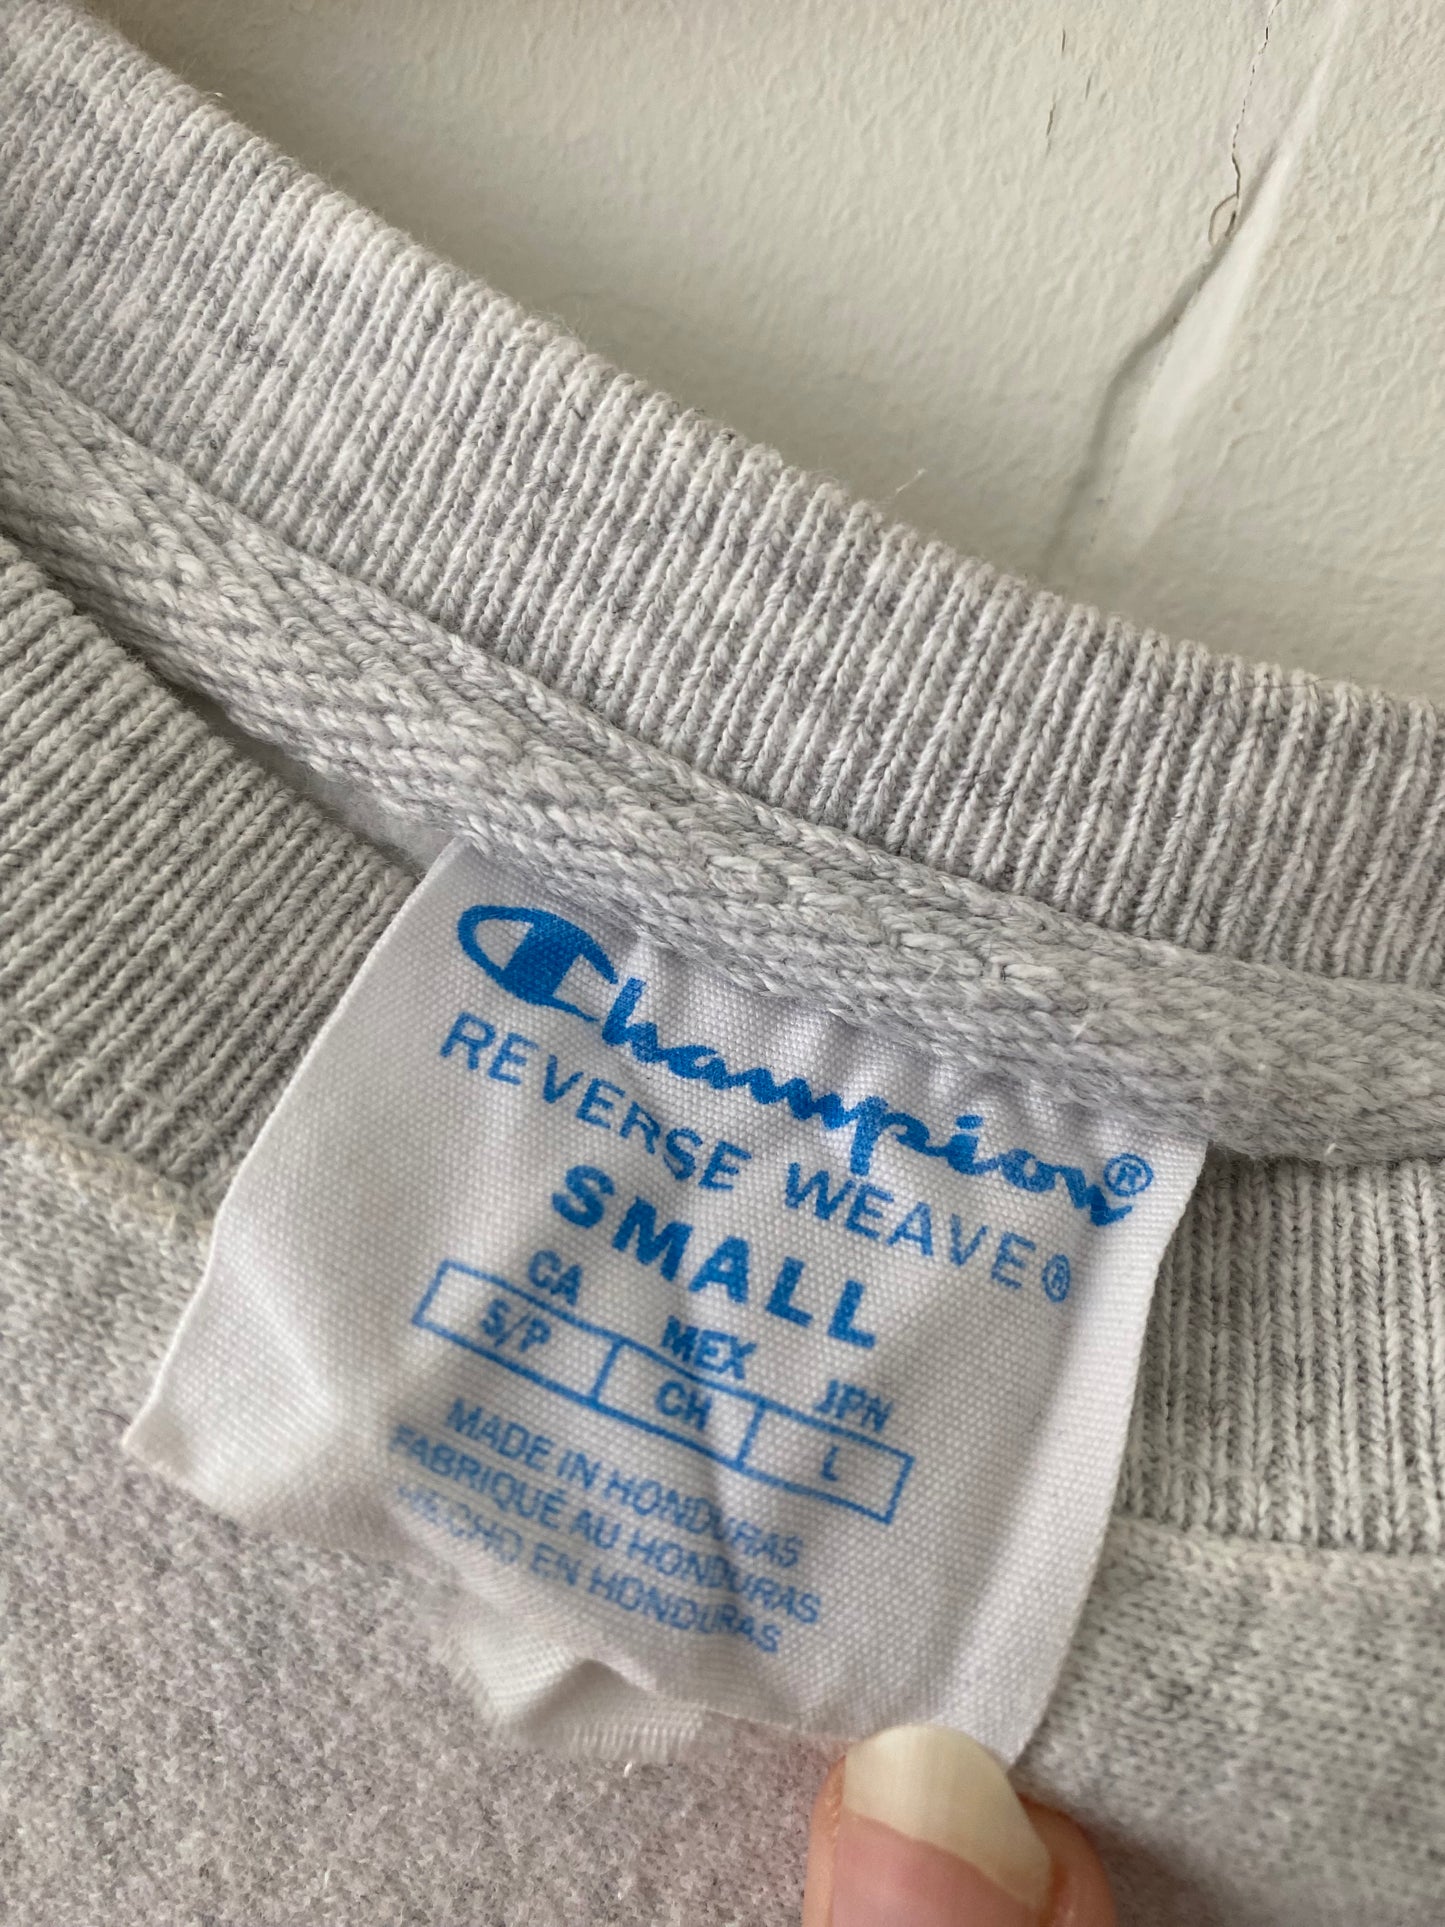 Champion®
REVERSE WEAVE®
SMALL
CA MEX JPN
S/P CH L
MADE IN HONDURAS
FABRIQUÉ AU HONDURAS
HECHO EN HONDURAS